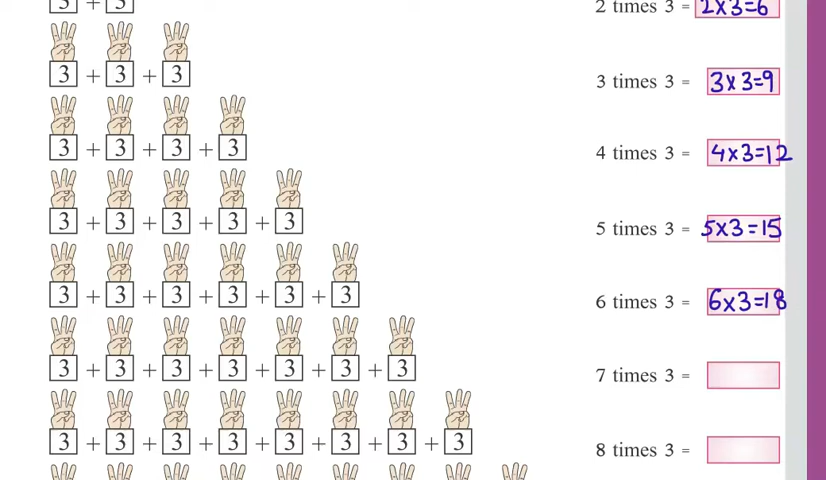 3 + 3 2 times 3 = 2x3=6
3 + 3 + 3 3 times 3 = 3x3=9
3 + 3 + 3 + 3 4 times 3 = 4x3=12
3 + 3 + 3 + 3 + 3 5 times 3 = 5x3=15
3 + 3 + 3 + 3 + 3 + 3 6 times 3 = 6x3=18
3 + 3 + 3 + 3 + 3 + 3 + 3 7 times 3 =
3 + 3 + 3 + 3 + 3 + 3 + 3 + 3 8 times 3 =